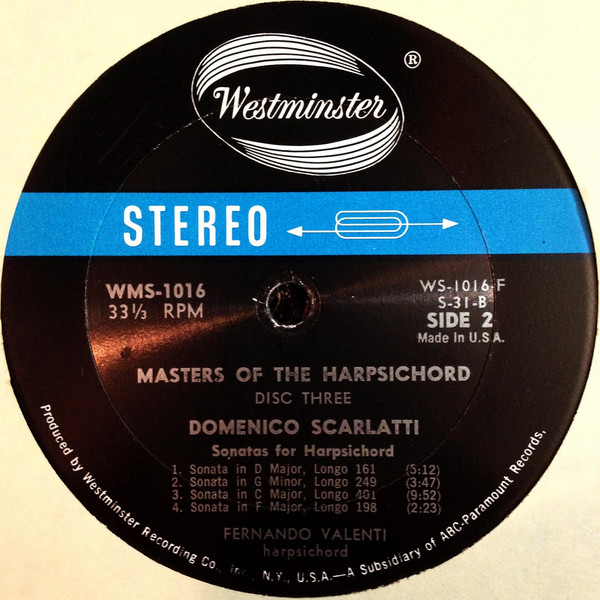 Westminster
®
STEREO
WMS-1016
33⅓ RPM
WS-1016-F
S-31-B
SIDE 2
Made In U.S.A.
MASTERS OF THE HARPSICHORD
DISC THREE
DOMENICO SCARLATTI
Sonatas for Harpsichord
1. Sonata in D Major, Longo 161 (5:12)
2. Sonata in G Minor, Longo 249 (3:47)
3. Sonata in C Major, Longo 401 (9:52)
4. Sonata in F Major, Longo 198 (2:23)
FERNANDO VALENTI
harpsichord
Produced by Westminster Recording Co., Inc., N.Y., U.S.A.—A Subsidiary of ABC-Paramount Records,